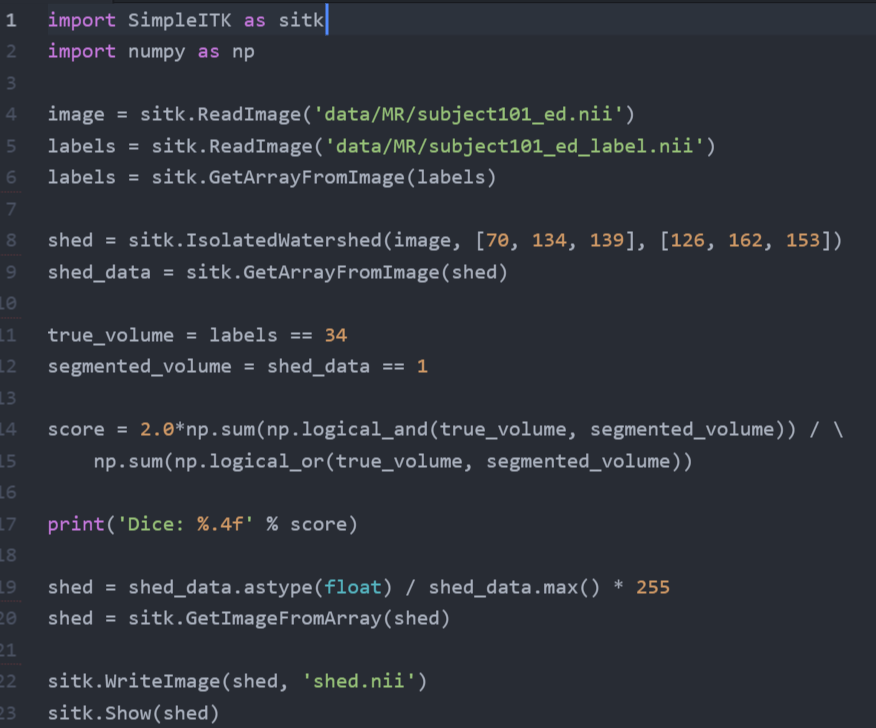 1 import SimpleITK as sitk
2 import numpy as np
3
4 image = sitk.ReadImage('data/MR/subject101_ed.nii')
5 labels = sitk.ReadImage('data/MR/subject101_ed_label.nii')
6 labels = sitk.GetArrayFromImage(labels)
7
8 shed = sitk.IsolatedWatershed(image, [70, 134, 139], [126, 162, 153])
9 shed_data = sitk.GetArrayFromImage(shed)
10
11 true_volume = labels == 34
12 segmented_volume = shed_data == 1
13
14 score = 2.0*np.sum(np.logical_and(true_volume, segmented_volume)) / \
15     np.sum(np.logical_or(true_volume, segmented_volume))
16
17 print('Dice: %.4f' % score)
18
19 shed = shed_data.astype(float) / shed_data.max() * 255
20 shed = sitk.GetImageFromArray(shed)
21
22 sitk.WriteImage(shed, 'shed.nii')
23 sitk.Show(shed)